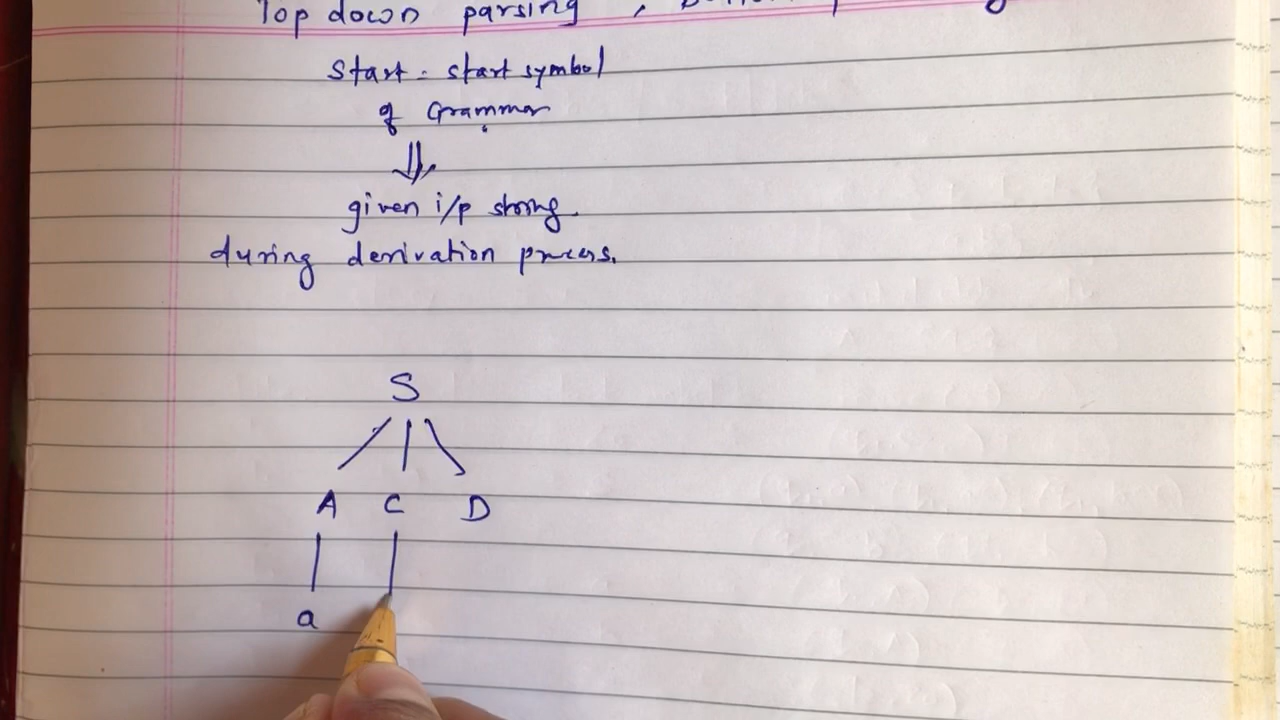 Top down parsing ,
Start : start symbol
of Grammar
given i/p string.
during derivation process.
S
A C D
a